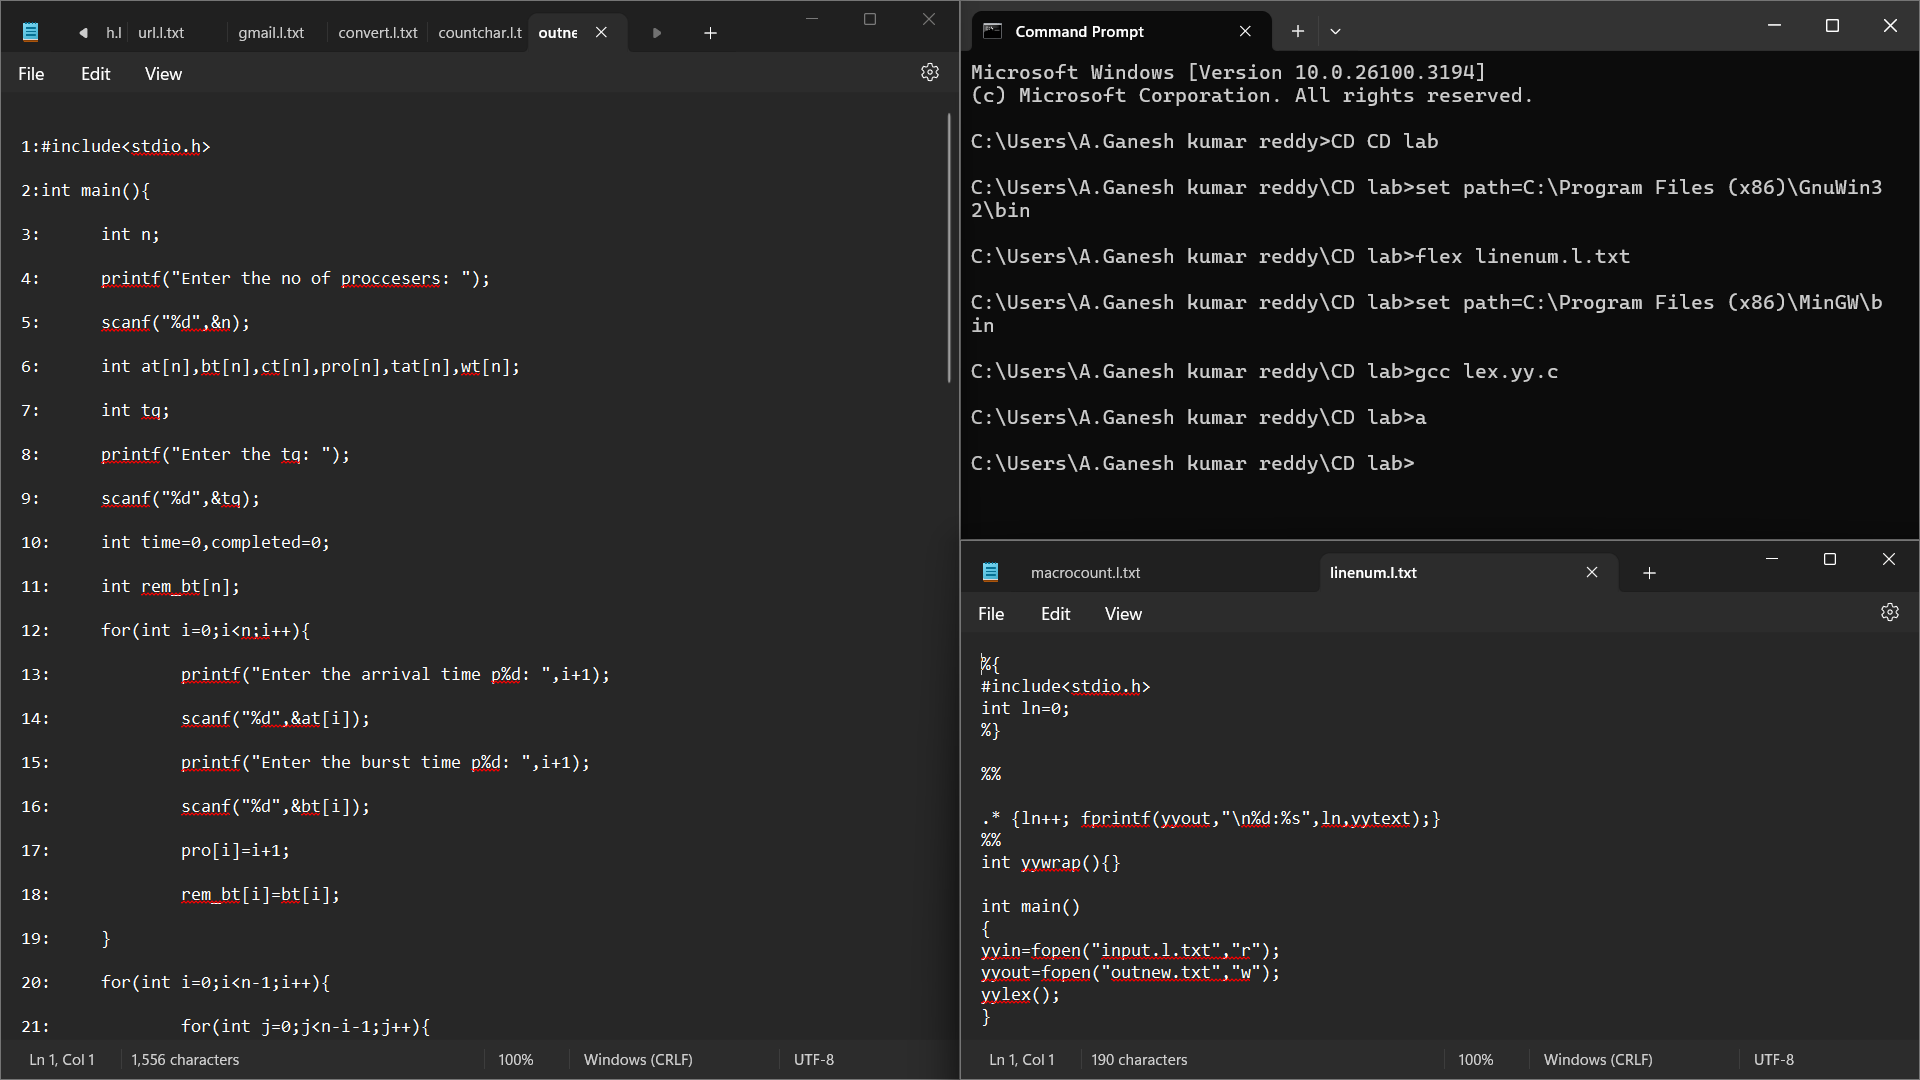 h.l
url.l.txt
gmail.l.txt
convert.l.txt
countchar.l.t
outne
File
Edit
View
1:#include<stdio.h>
2:int main(){
3:      int n;
4:      printf("Enter the no of proccesers: ");
5:      scanf("%d",&n);
6:      int at[n],bt[n],ct[n],pro[n],tat[n],wt[n];
7:      int tq;
8:      printf("Enter the tq: ");
9:      scanf("%d",&tq);
10:     int time=0,completed=0;
11:     int rem_bt[n];
12:     for(int i=0;i<n;i++){
13:             printf("Enter the arrival time p%d: ",i+1);
14:             scanf("%d",&at[i]);
15:             printf("Enter the burst time p%d: ",i+1);
16:             scanf("%d",&bt[i]);
17:             pro[i]=i+1;
18:             rem_bt[i]=bt[i];
19:     }
20:     for(int i=0;i<n-1;i++){
21:             for(int j=0;j<n-i-1;j++){
Ln 1, Col 1
1,556 characters
100%
Windows (CRLF)
UTF-8
Command Prompt
Microsoft Windows [Version 10.0.26100.3194]
(c) Microsoft Corporation. All rights reserved.
C:\Users\A.Ganesh kumar reddy>CD CD lab
C:\Users\A.Ganesh kumar reddy\CD lab>set path=C:\Program Files (x86)\GnuWin3
2\bin
C:\Users\A.Ganesh kumar reddy\CD lab>flex linenum.l.txt
C:\Users\A.Ganesh kumar reddy\CD lab>set path=C:\Program Files (x86)\MinGW\b
in
C:\Users\A.Ganesh kumar reddy\CD lab>gcc lex.yy.c
C:\Users\A.Ganesh kumar reddy\CD lab>a
C:\Users\A.Ganesh kumar reddy\CD lab>
macrocount.l.txt
linenum.l.txt
File
Edit
View
%{
#include<stdio.h>
int ln=0;
%}
%%
.* {ln++; fprintf(yyout,"\n%d:%s",ln,yytext);}
%%
int yywrap(){}
int main()
{
yyin=fopen("input.l.txt","r");
yyout=fopen("outnew.txt","w");
yylex();
}
Ln 1, Col 1
190 characters
100%
Windows (CRLF)
UTF-8